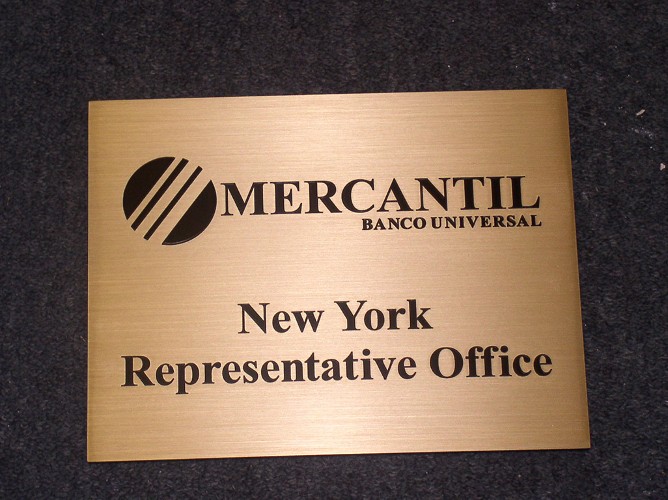 MERCANTIL
BANCO UNIVERSAL
New York
Representative Office